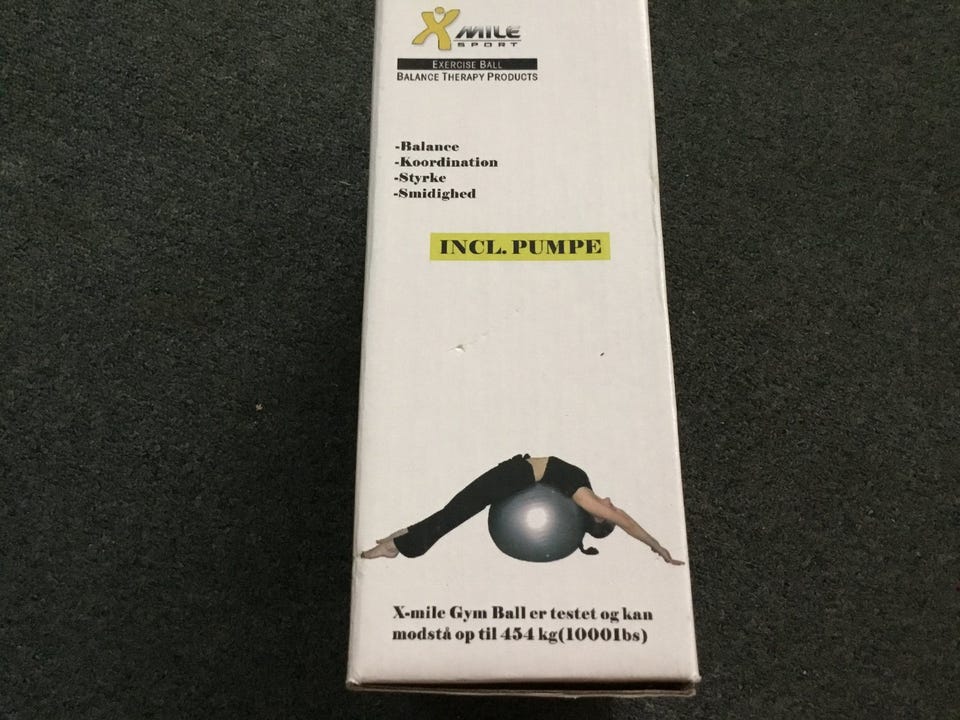 X MILE
SPORT
EXERCISE BALL
BALANCE THERAPY PRODUCTS
-Balance
-Koordination
-Styrke
-Smidighed
INCL. PUMPE
X-mile Gym Ball er testet og kan
modstå op til 454 kg(1000lbs)